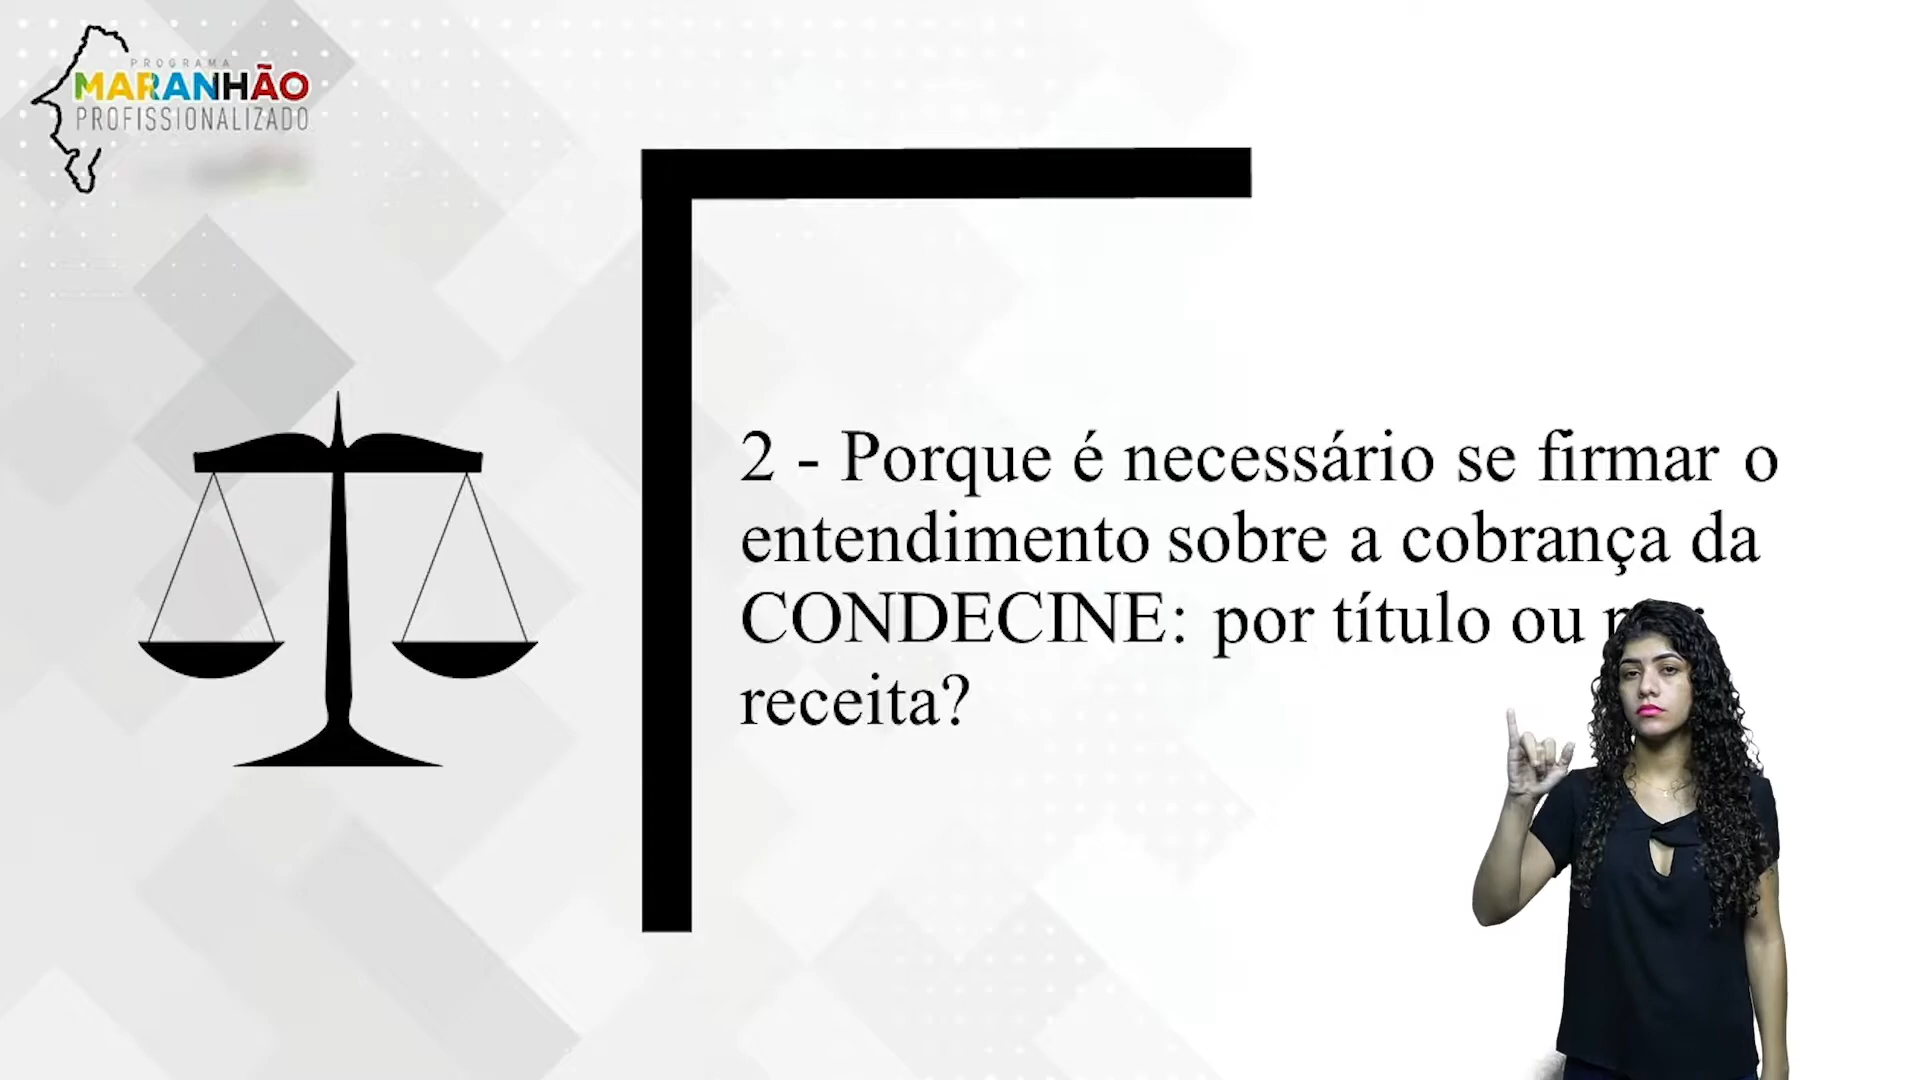 PROGRAMA
MARANHÃO
PROFISSIONALIZADO
2 - Porque é necessário se firmar o
entendimento sobre a cobrança da
CONDECINE: por título ou
receita?